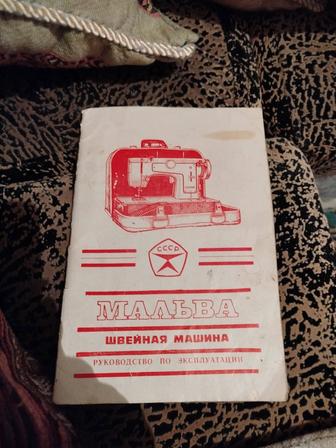 СССР
МАЛЬВА
ШВЕЙНАЯ МАШИНА
РУКОВОДСТВО ПО ЭКСПЛУАТАЦИИ